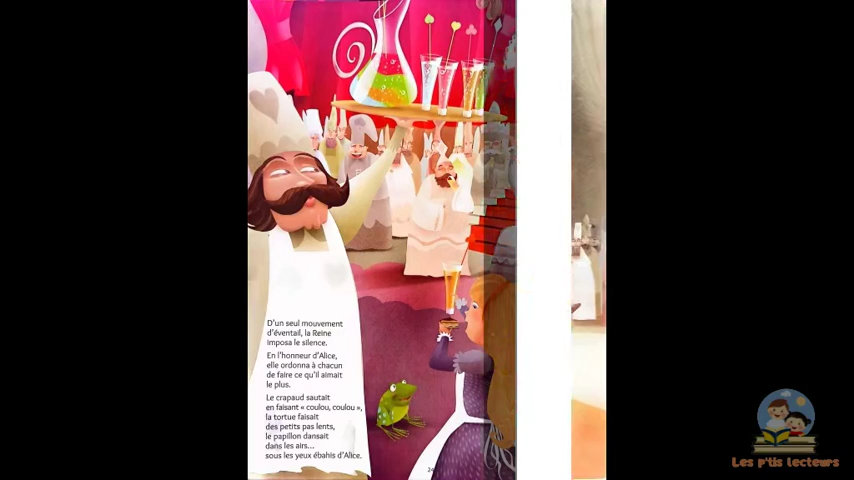 D'un seul mouvement
d'éventail, la Reine
imposa le silence.
En l'honneur d'Alice,
elle ordonna à chacun
de faire ce qu'il aimait
le plus.
Le crapaud sautait
en faisant « coulou, coulou »,
la tortue faisait
des petits pas lents,
le papillon dansait
dans les airs...
sous les yeux ébahis d'Alice.
Les p'tis lecteurs